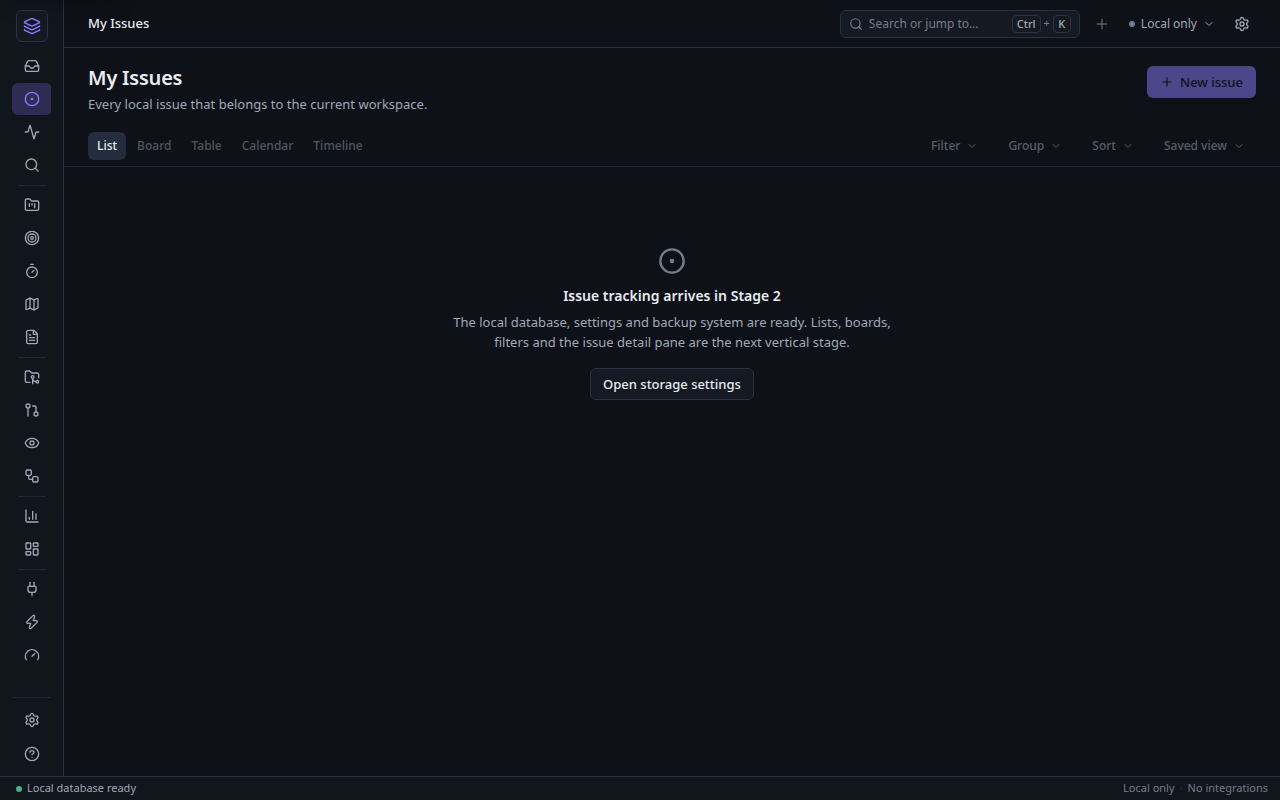 My Issues
Search or jump to...
Ctrl + K
Local only
My Issues
Every local issue that belongs to the current workspace.
New issue
List
Board
Table
Calendar
Timeline
Filter
Group
Sort
Saved view
Issue tracking arrives in Stage 2
The local database, settings and backup system are ready. Lists, boards,
filters and the issue detail pane are the next vertical stage.
Open storage settings
Local database ready
Local only · No integrations